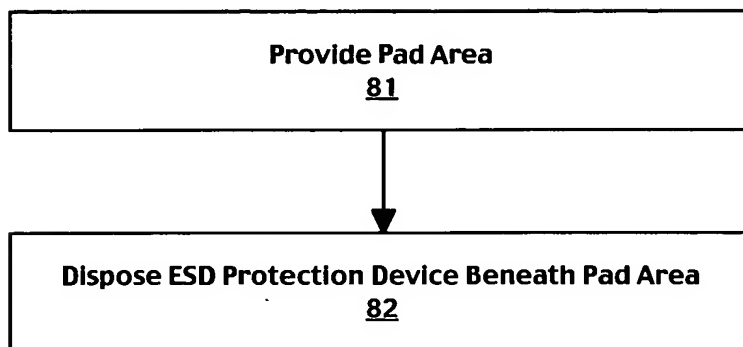 Provide Pad Area
81
Dispose ESD Protection Device Beneath Pad Area
82